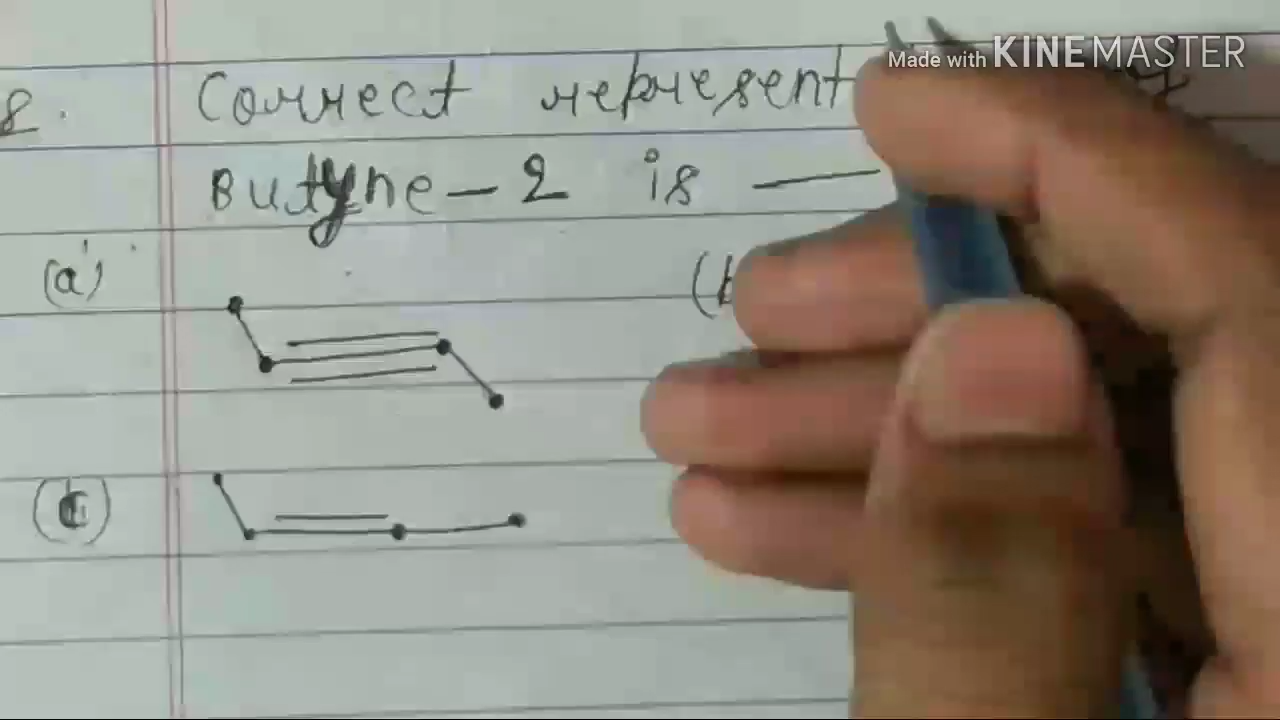 Made with KINEMASTER
8. Correct represent
Butyne-2 is —
(a)
(b
(c)